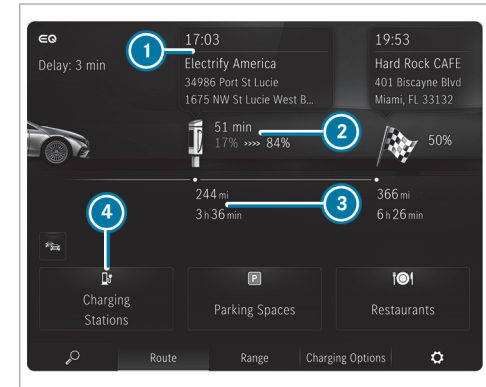 EQ
Delay: 3 min
1
17:03
Electrify America
34986 Port St Lucie
1675 NW St Lucie West B...
19:53
Hard Rock CAFE
401 Biscayne Blvd
Miami, FL 33132
51 min
17% »»» 84%
2
50%
244 mi
3 h 36 min
3
366 mi
6 h 26 min
4
Charging
Stations
P
Parking Spaces
Restaurants
Route
Range
Charging Options